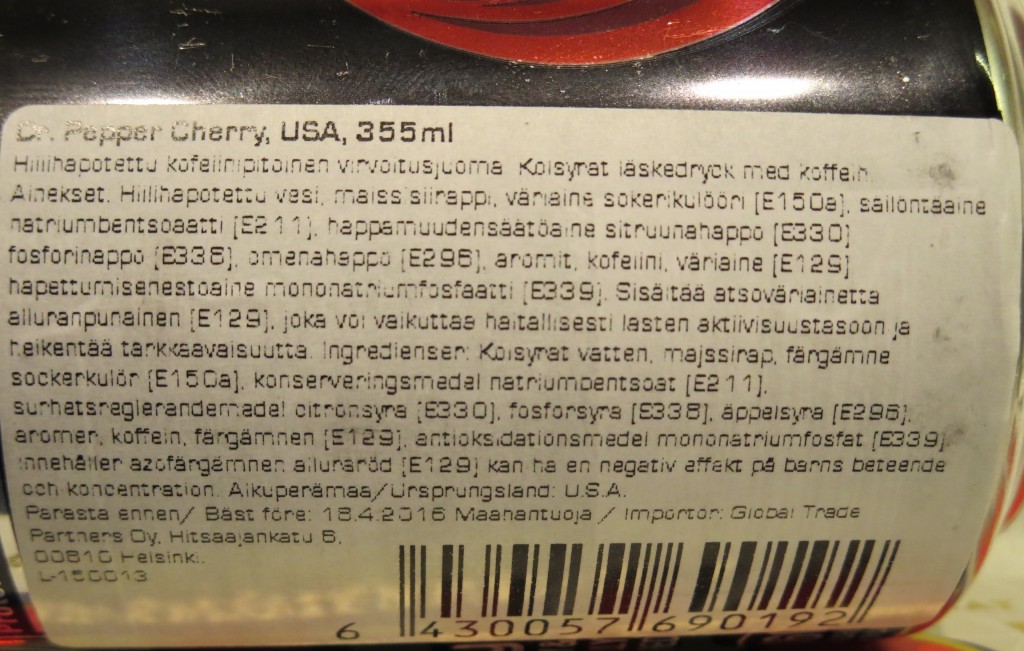 Dr. Pepper Cherry, USA, 355ml
Hiilihapotettu kofeiinipitoinen virvoitusjuoma Kolsyrat läskedryck med koffein.
Ainekset. Hiilihapotettu vesi, maissisiirappi, väriaine sokerikulööri [E150a], säilöntäaine
natriumbentsoaatti [E211], happamuudensäätöaine sitruunahappo [E330]
fosforihappo [E338], omenahappo [E296], aromit, kofeiini, väriaine [E129]
hapettumisenestoaine mononatriumfosfaatti [E339]. Sisältää atsoväriainetta
alluranpunainen [E129], joka voi vaikuttaa haitallisesti lasten aktiivisuustasoon ja
heikentää tarkkaavaisuutta. Ingredienser: Kolsyrat vatten, majssirap, färgämne
sockerkulör [E150a], konserveringsmedel natriumbentsoat [E211],
surhetsreglerandemedel citronsyra [E330], fosforsyra [E338], äppelsyra [E296],
aromer, koffein, färgämnen [E129], antioksidationsmedel mononatriumfosfat [E339].
Innehåller azofärgämnen alluraröd [E129] kan ha en negativ effekt på barns beteende
och koncentration. Alkuperämaa/Ursprungsland: U.S.A.
Parasta ennen/ Bäst före: 18.4.2016 Maahantuoja / Importör: Global Trade
Partners Oy, Hitsaajankatu 6,
00810 Helsinki.
L-150013
6 430057 690192